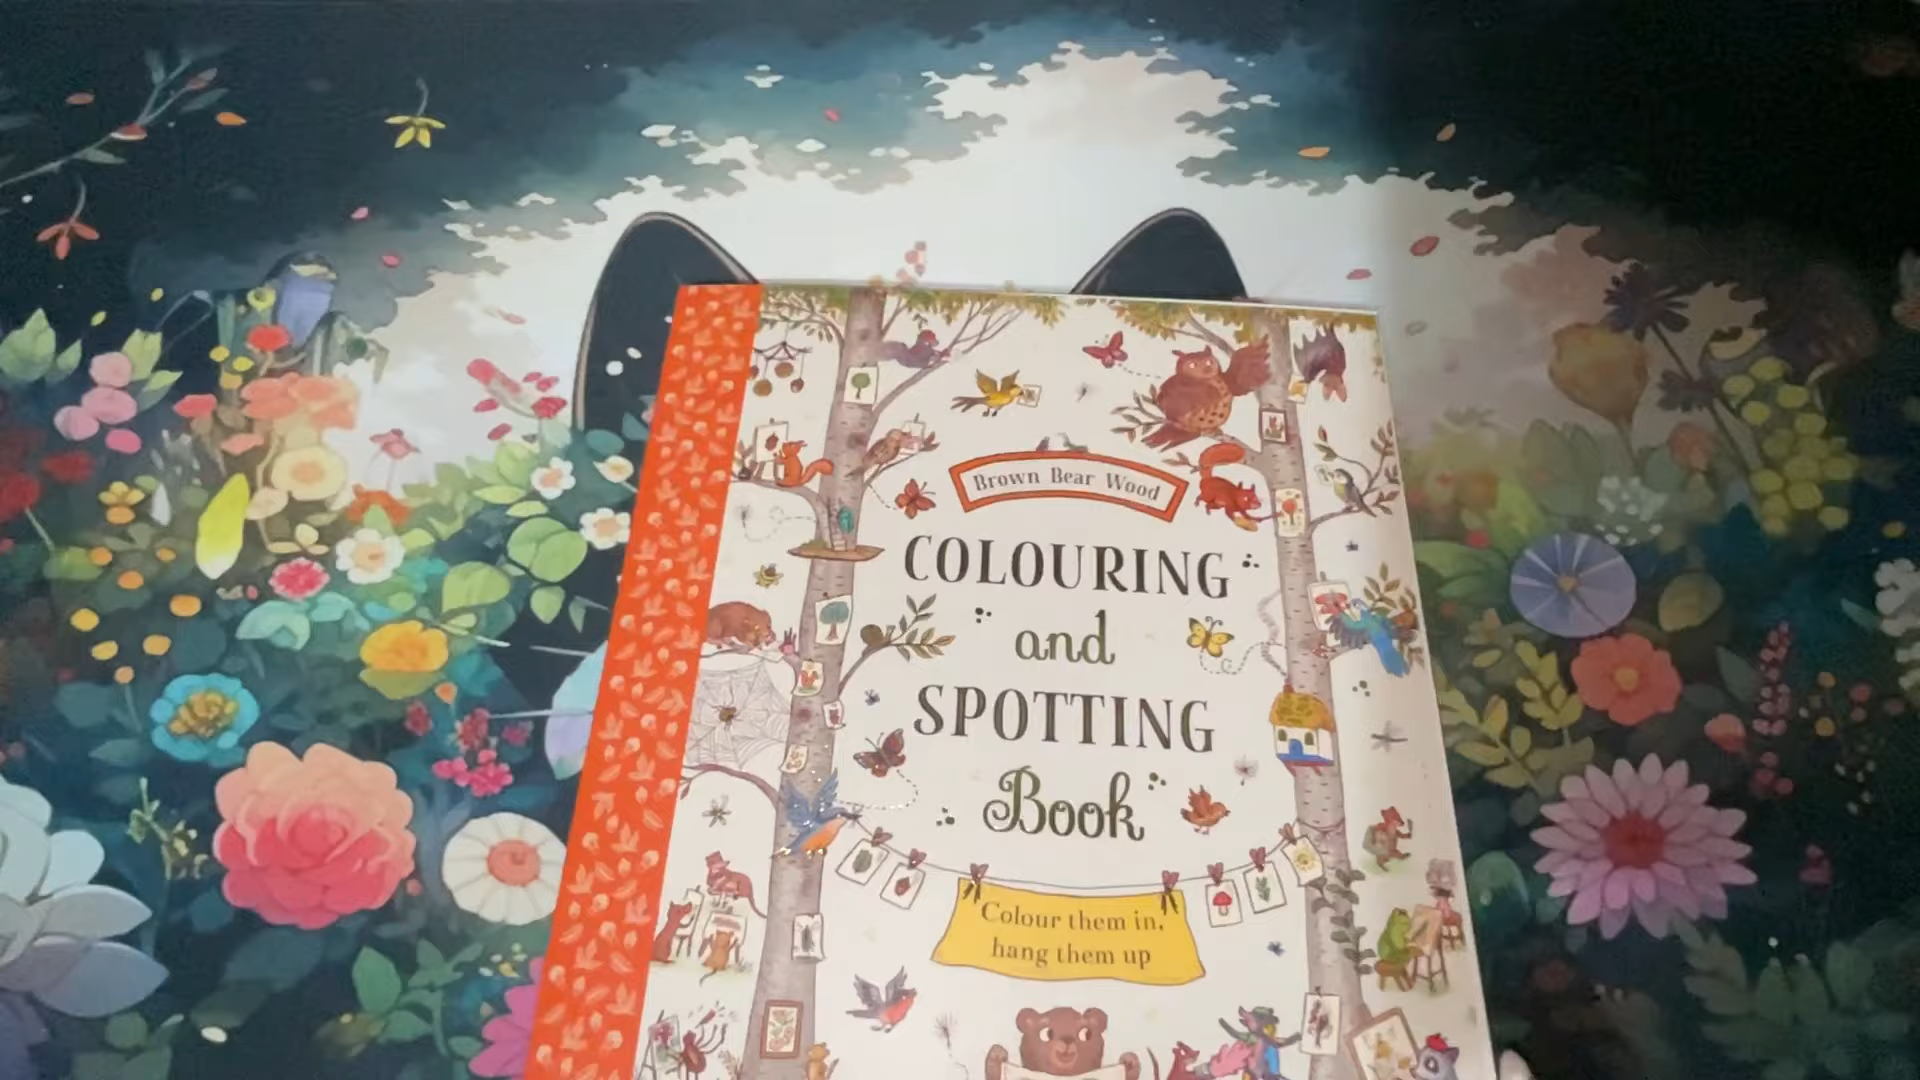 Brown Bear Wood
COLOURING
and
SPOTTING
Book
Colour them in,
hang them up